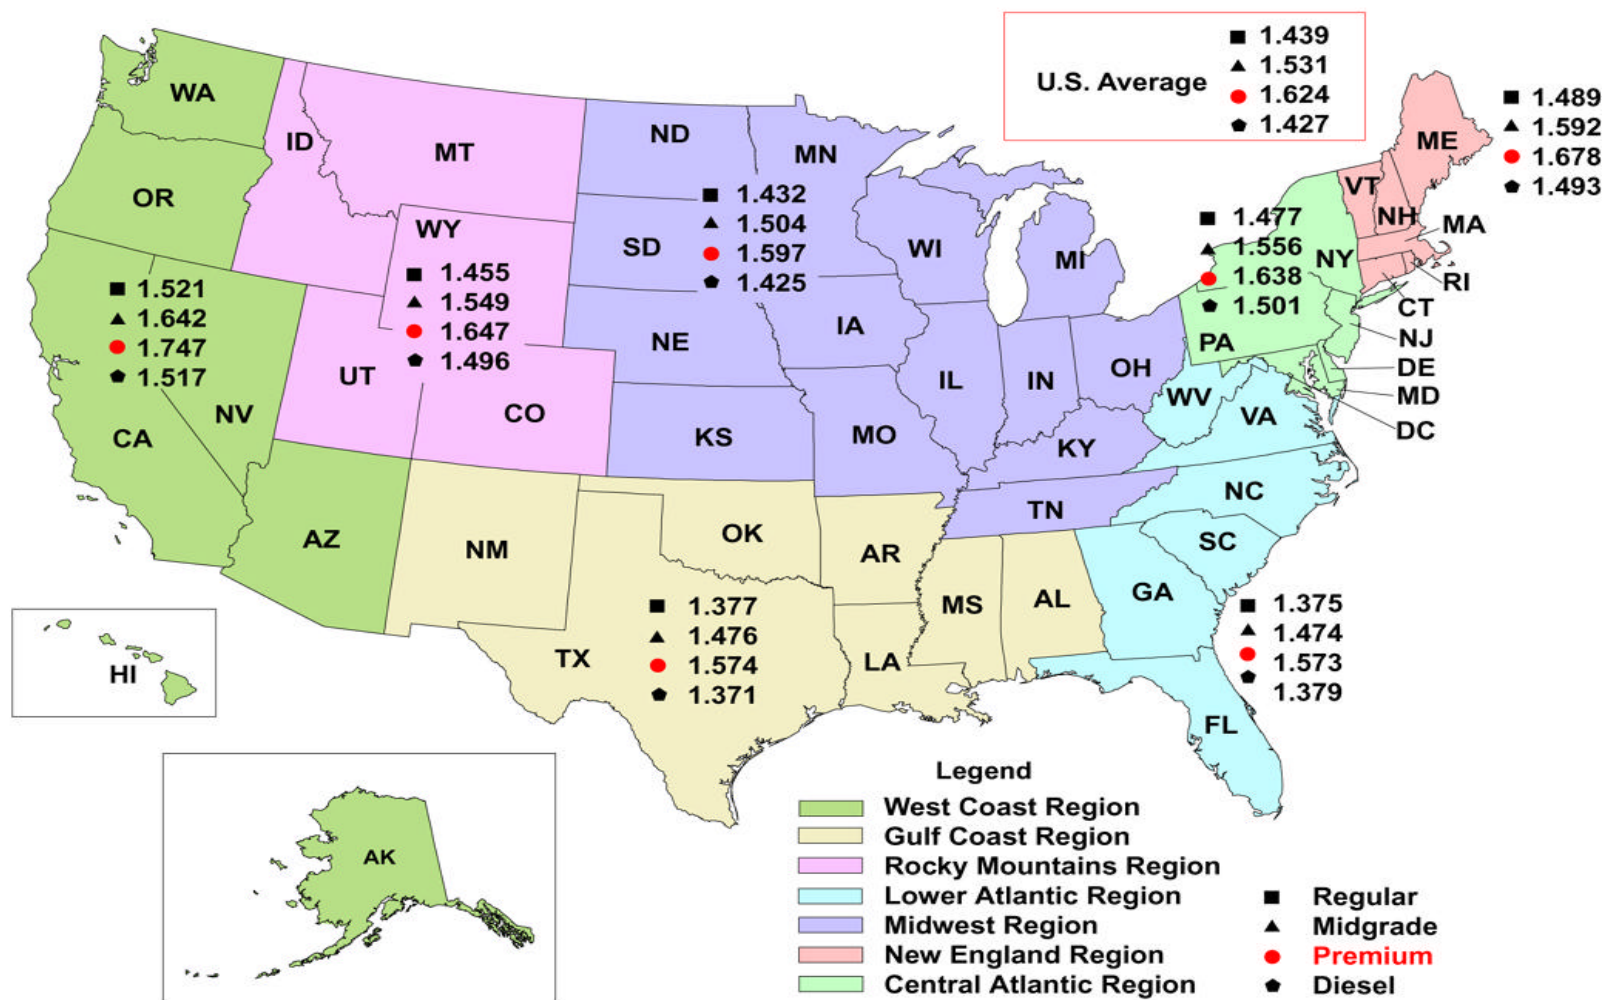 U.S. Average
1.439
1.531
1.624
1.427
WA
OR
CA
NV
1.521
1.642
1.747
1.517
AZ
ID
MT
WY
1.455
1.549
1.647
1.496
UT
CO
ND
MN
SD
1.432
1.504
1.597
1.425
WI
MI
NE
IA
IL
IN
OH
KS
MO
KY
TN
NM
OK
AR
TX
LA
MS
AL
1.377
1.476
1.574
1.371
WV
VA
NC
SC
GA
FL
1.375
1.474
1.573
1.379
1.477
1.556
1.638
1.501
NY
PA
VT
NH
ME
1.489
1.592
1.678
1.493
MA
RI
CT
NJ
DE
MD
DC
HI
AK
Legend
West Coast Region
Gulf Coast Region
Rocky Mountains Region
Lower Atlantic Region
Midwest Region
New England Region
Central Atlantic Region
Regular
Midgrade
Premium
Diesel